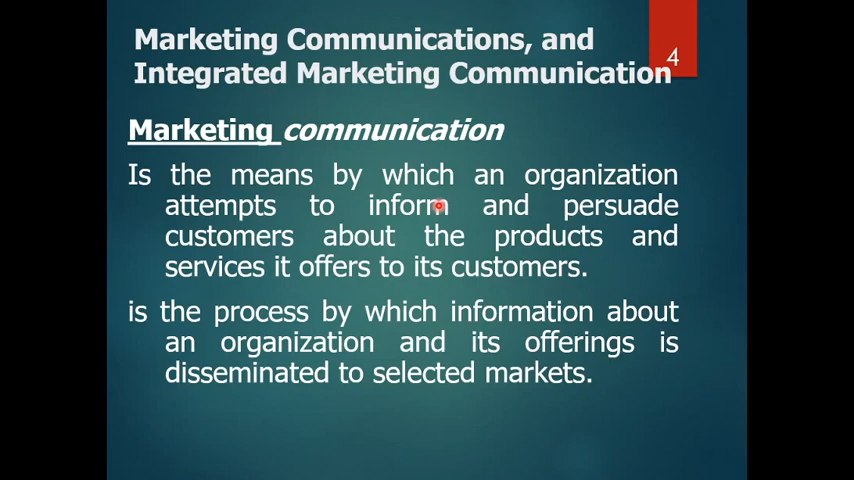 Marketing Communications, and
Integrated Marketing Communication
4
Marketing communication
Is the means by which an organization
attempts to inform and persuade
customers about the products and
services it offers to its customers.
is the process by which information about
an organization and its offerings is
disseminated to selected markets.